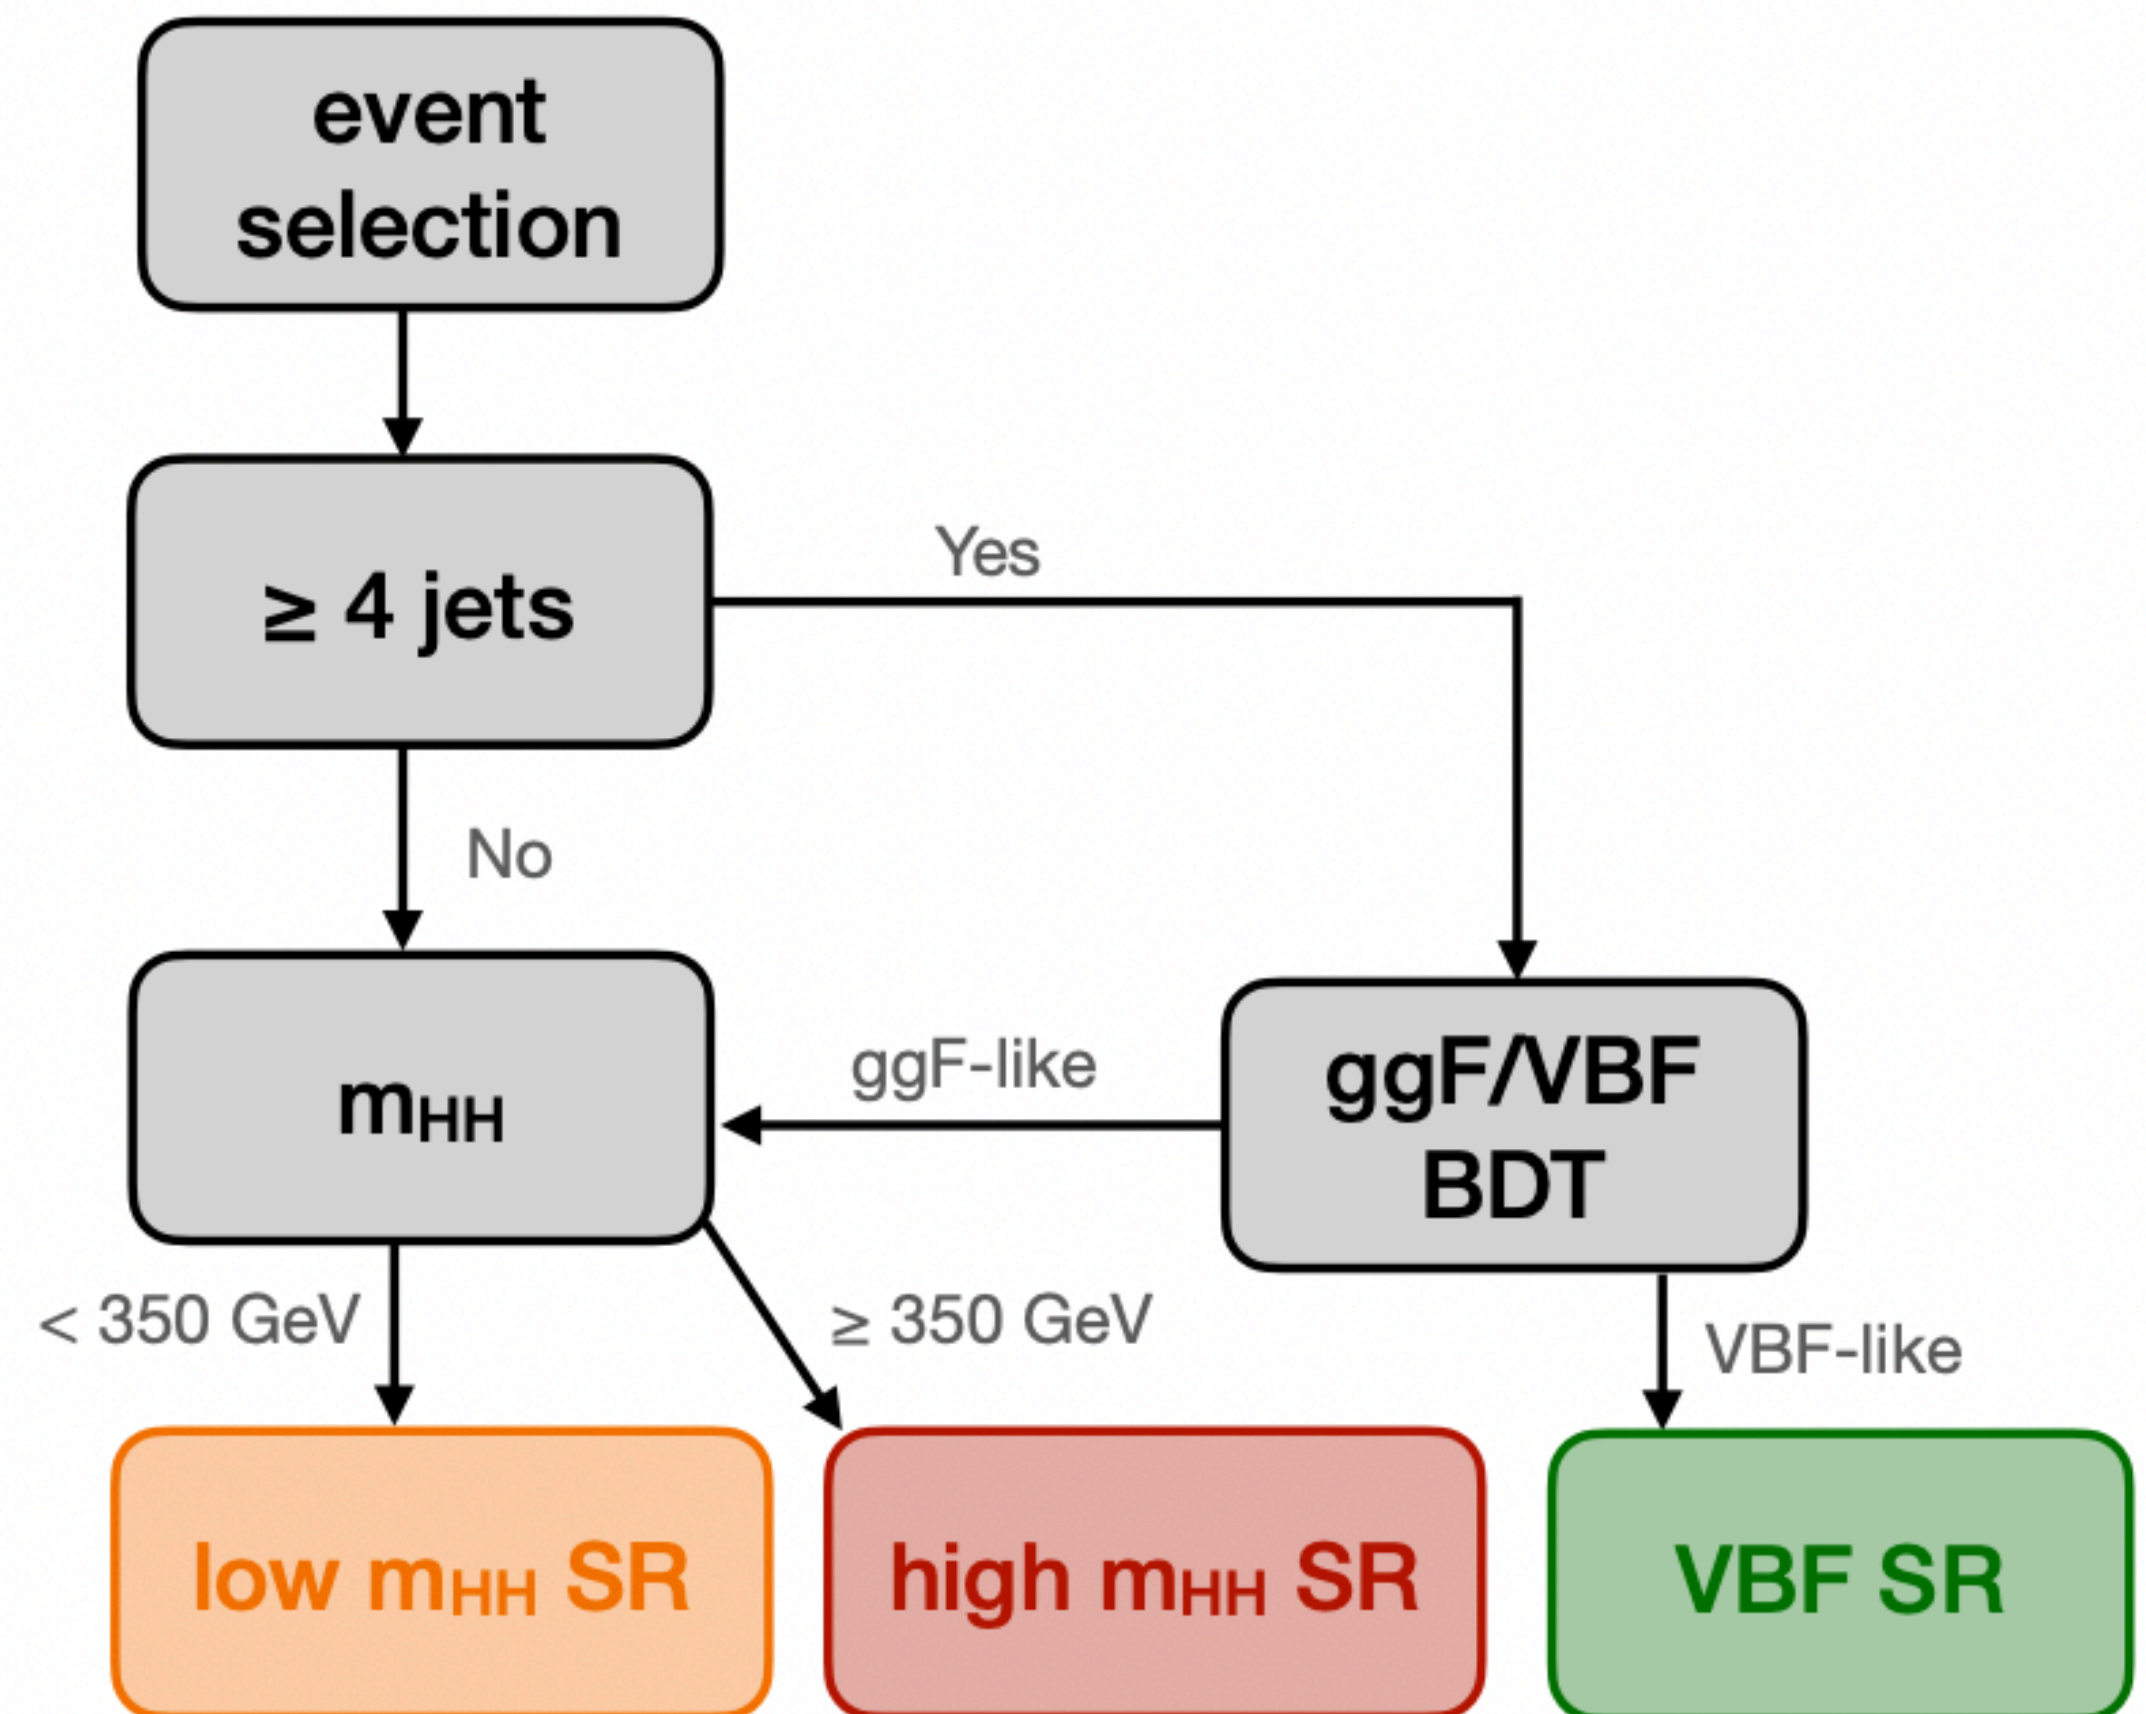 event
selection
≥ 4 jets
Yes
No
mHH
ggF-like
ggF/VBF
BDT
< 350 GeV
≥ 350 GeV
VBF-like
low mHH SR
high mHH SR
VBF SR